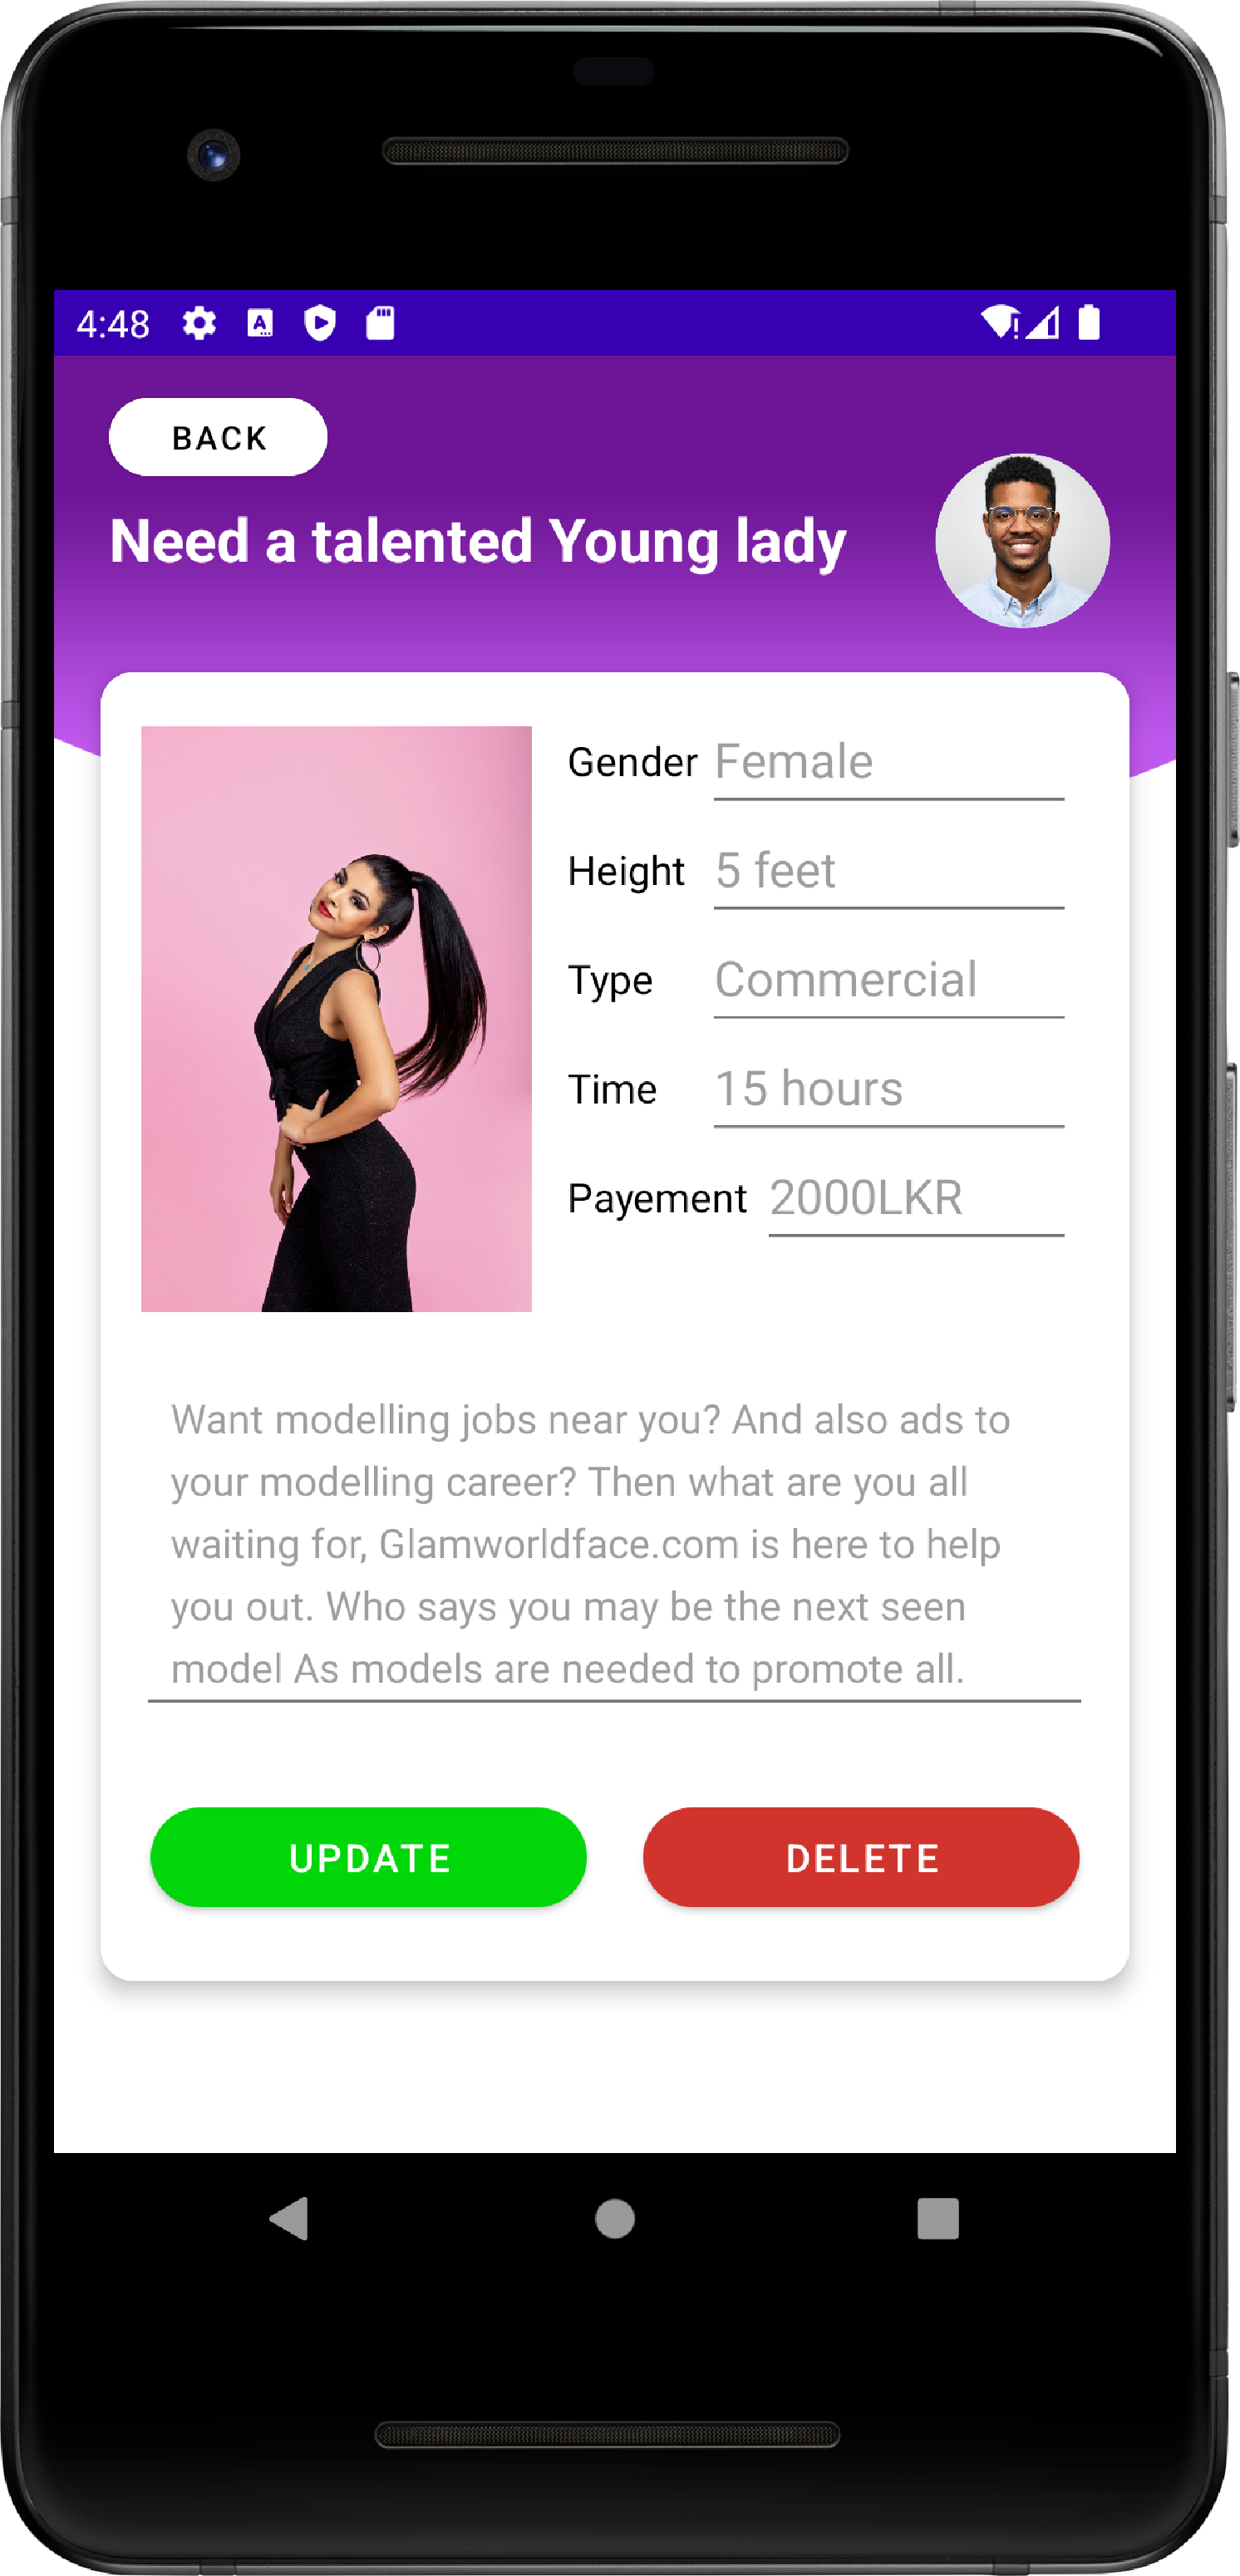 4:48
BACK
Need a talented Young lady
Gender Female
Height 5 feet
Type Commercial
Time 15 hours
Payement 2000LKR
Want modelling jobs near you? And also ads to
your modelling career? Then what are you all
waiting for, Glamworldface.com is here to help
you out. Who says you may be the next seen
model As models are needed to promote all.
UPDATE DELETE